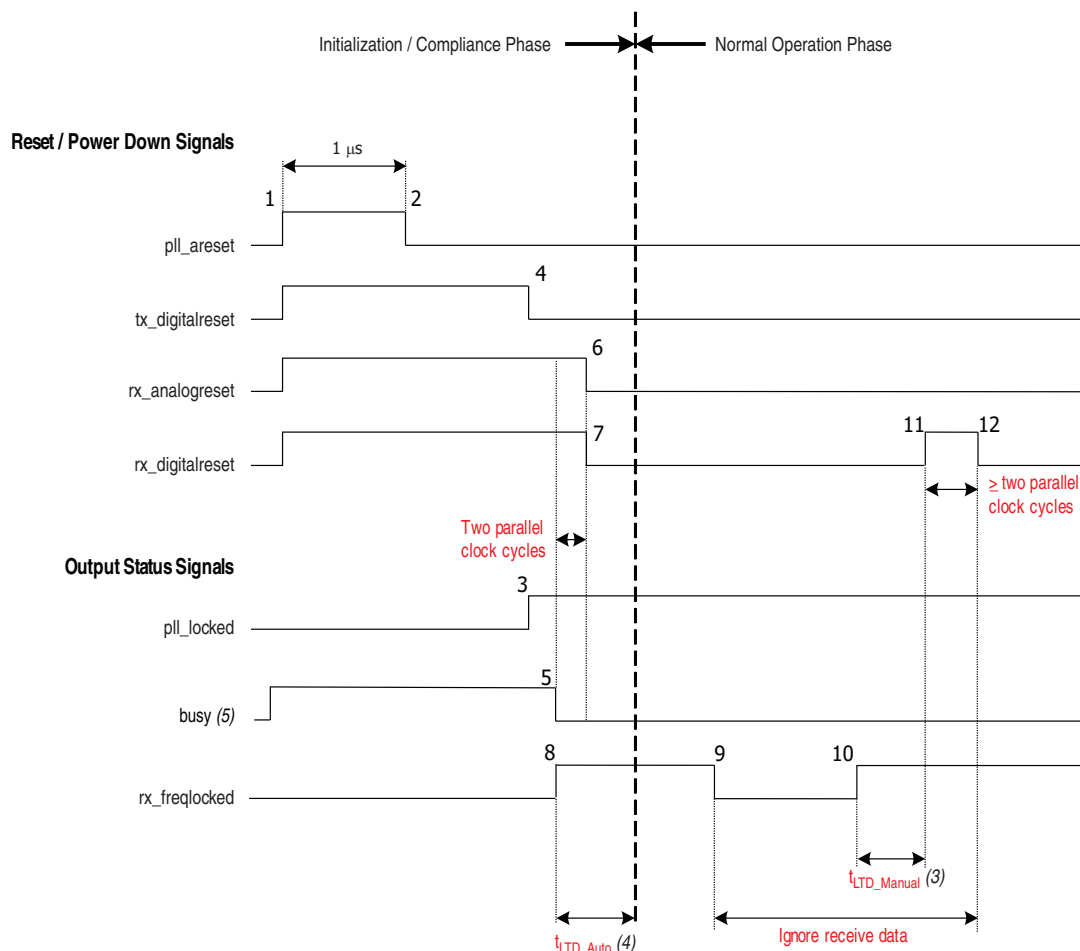 Initialization / Compliance Phase
Normal Operation Phase
Reset / Power Down Signals
1 μs
1
2
pll_areset
4
tx_digitalreset
6
rx_analogreset
7
11
12
rx_digitalreset
≥ two parallel
clock cycles
Two parallel
clock cycles
Output Status Signals
3
pll_locked
5
busy (5)
8
9
10
rx_freqlocked
tLTD_Manual (3)
tLTD_Auto (4)
Ignore receive data